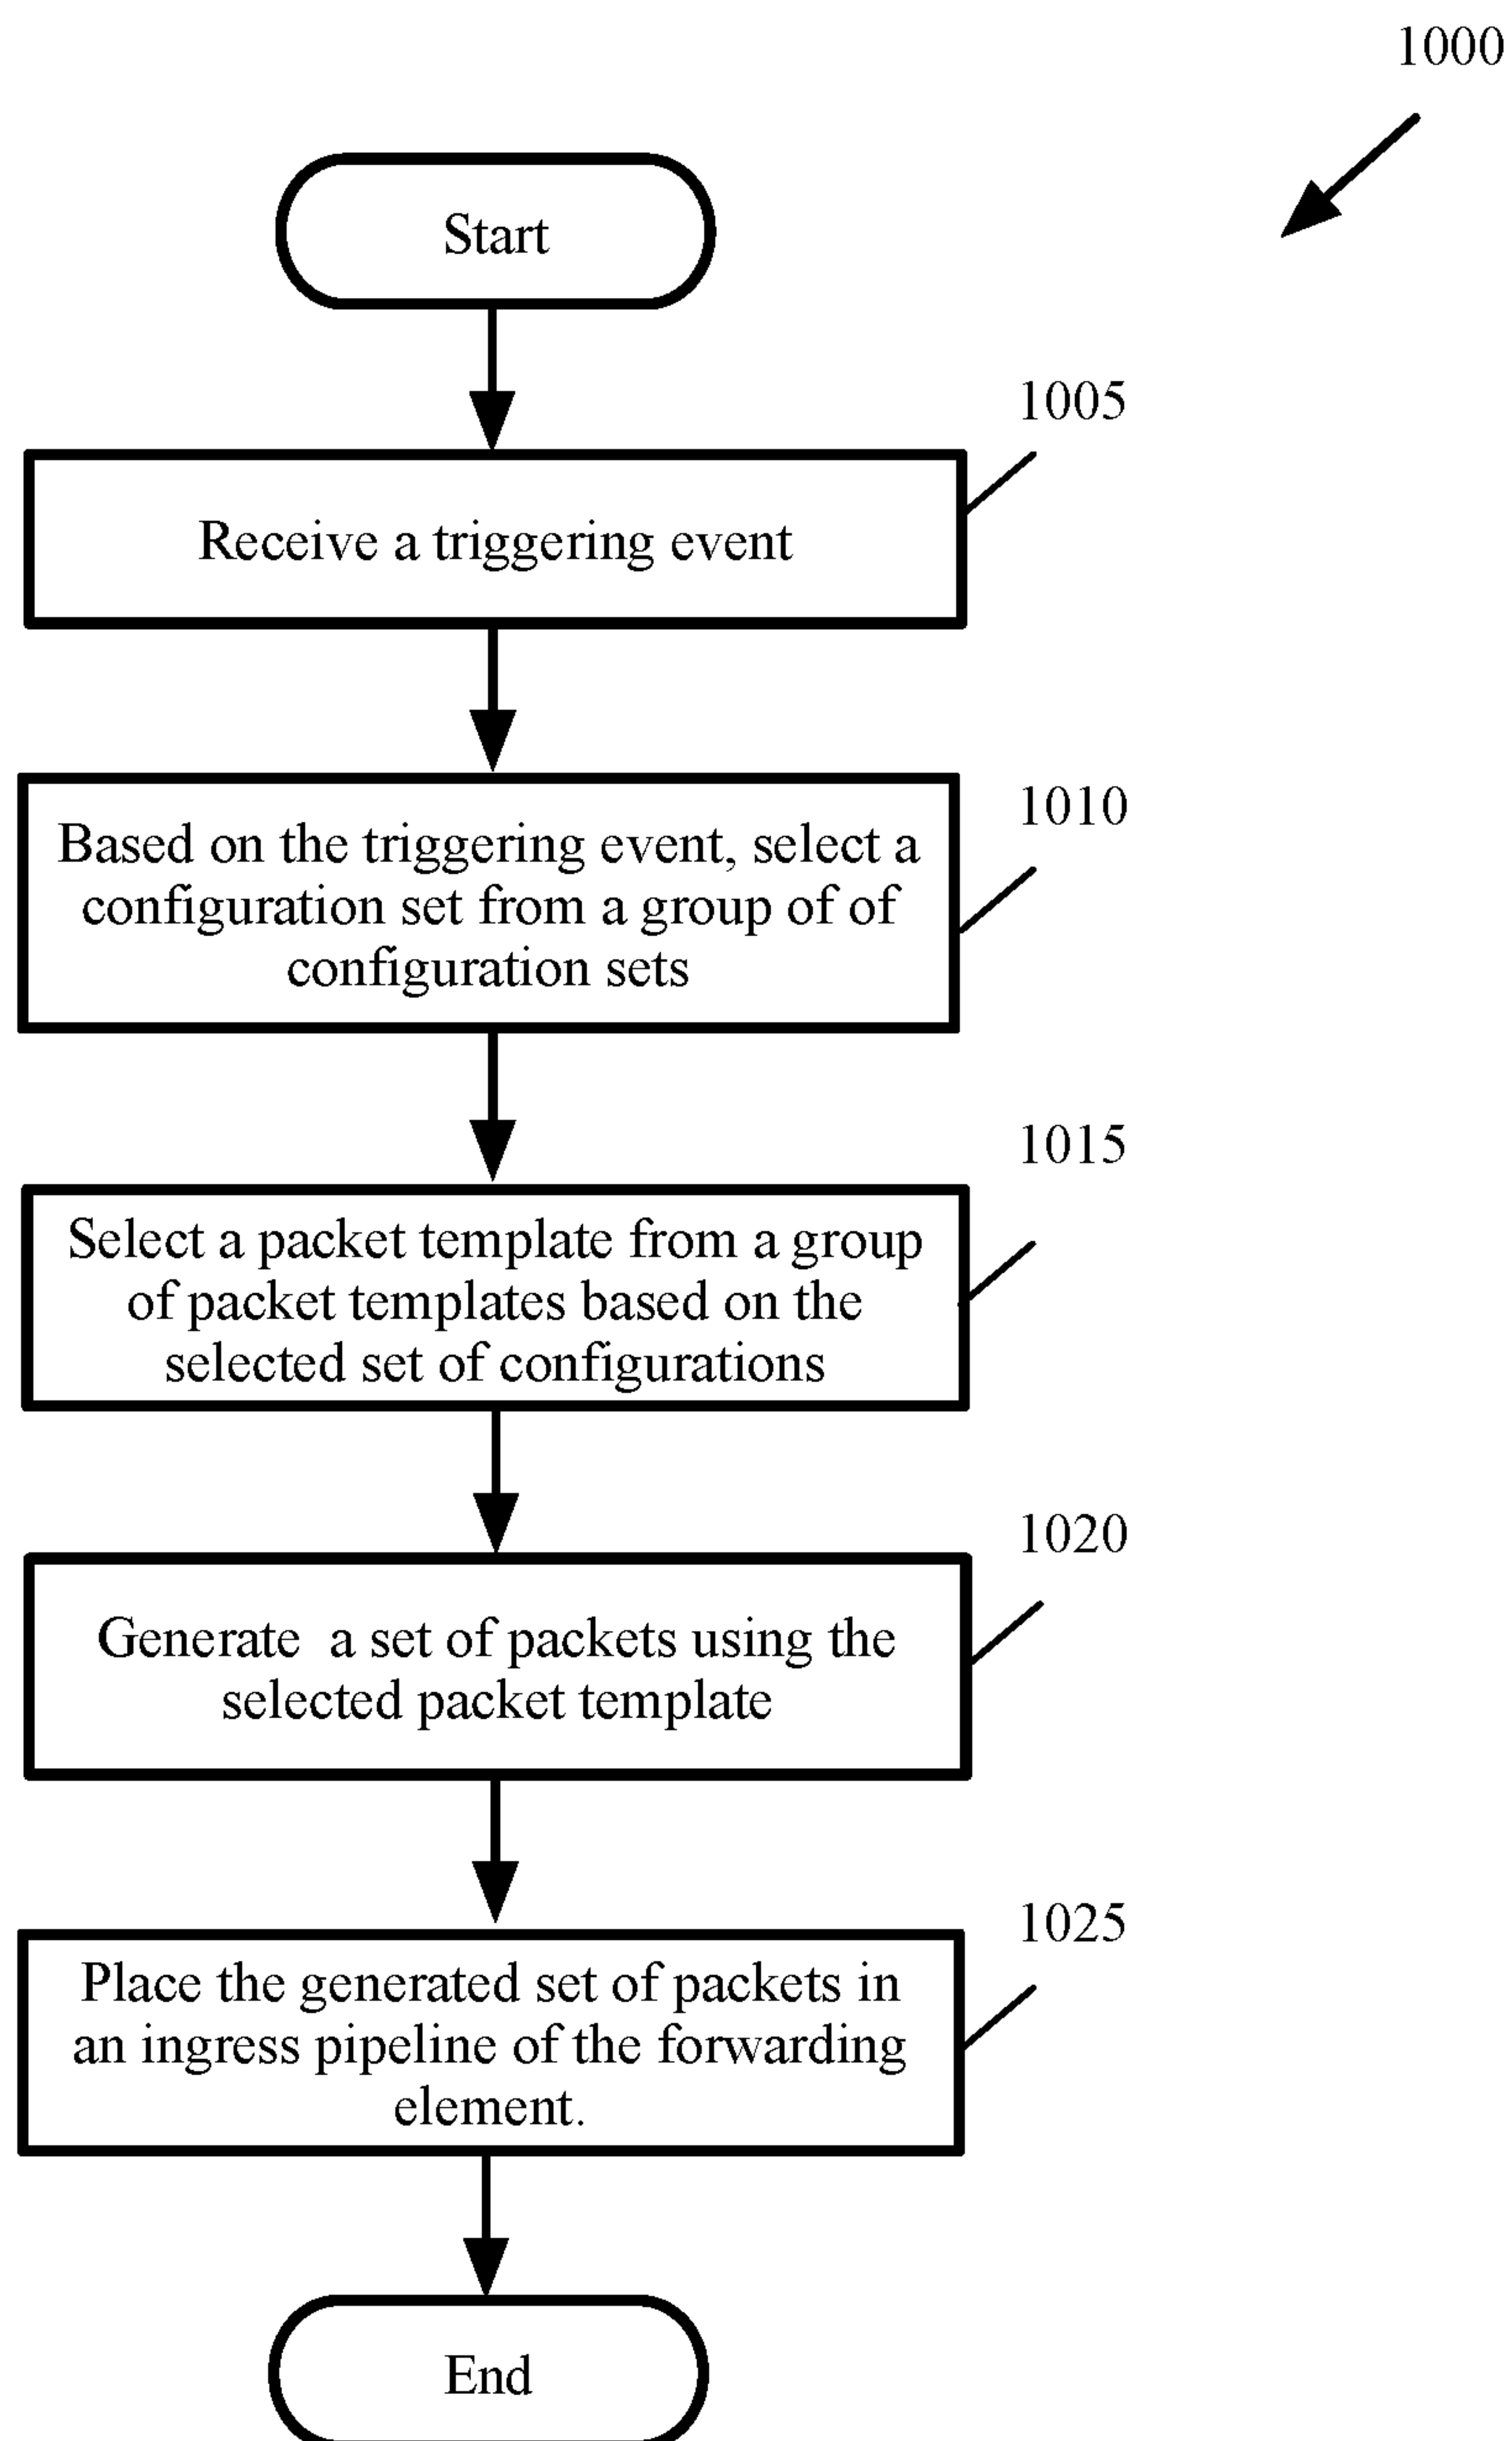 1000
Start
1005
Receive a triggering event
1010
Based on the triggering event, select a
configuration set from a group of of
configuration sets
1015
Select a packet template from a group
of packet templates based on the
selected set of configurations
1020
Generate  a set of packets using the
selected packet template
1025
Place the generated set of packets in
an ingress pipeline of the forwarding
element.
End